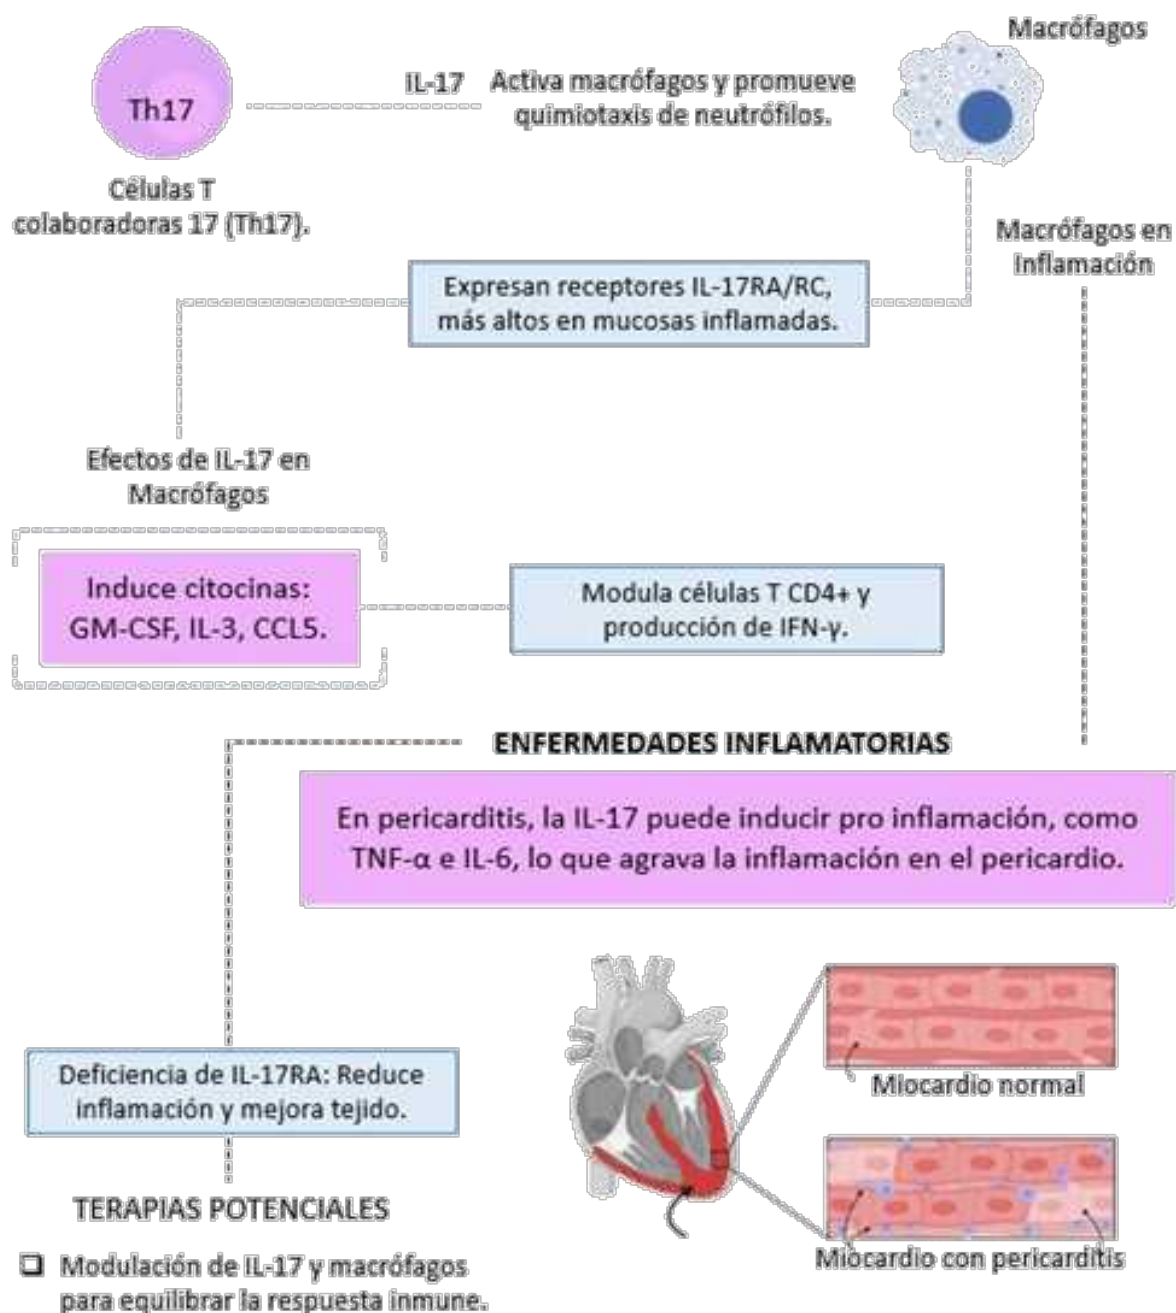 Macrófagos
Th17
IL-17
Activa macrófagos y promueve
quimiotaxis de neutrófilos.
Células T
colaboradoras 17 (Th17).
Macrófagos en
Inflamación
Expresan receptores IL-17RA/RC,
más altos en mucosas inflamadas.
Efectos de IL-17 en
Macrófagos
Induce citocinas:
GM-CSF, IL-3, CCL5.
Modula células T CD4+ y
producción de IFN-γ.
ENFERMEDADES INFLAMATORIAS
En pericarditis, la IL-17 puede inducir pro inflamación, como
TNF-α e IL-6, lo que agrava la inflamación en el pericardio.
Deficiencia de IL-17RA: Reduce
inflamación y mejora tejido.
Miocardio normal
Miocardio con pericarditis
TERAPIAS POTENCIALES
❑ Modulación de IL-17 y macrófagos
para equilibrar la respuesta inmune.